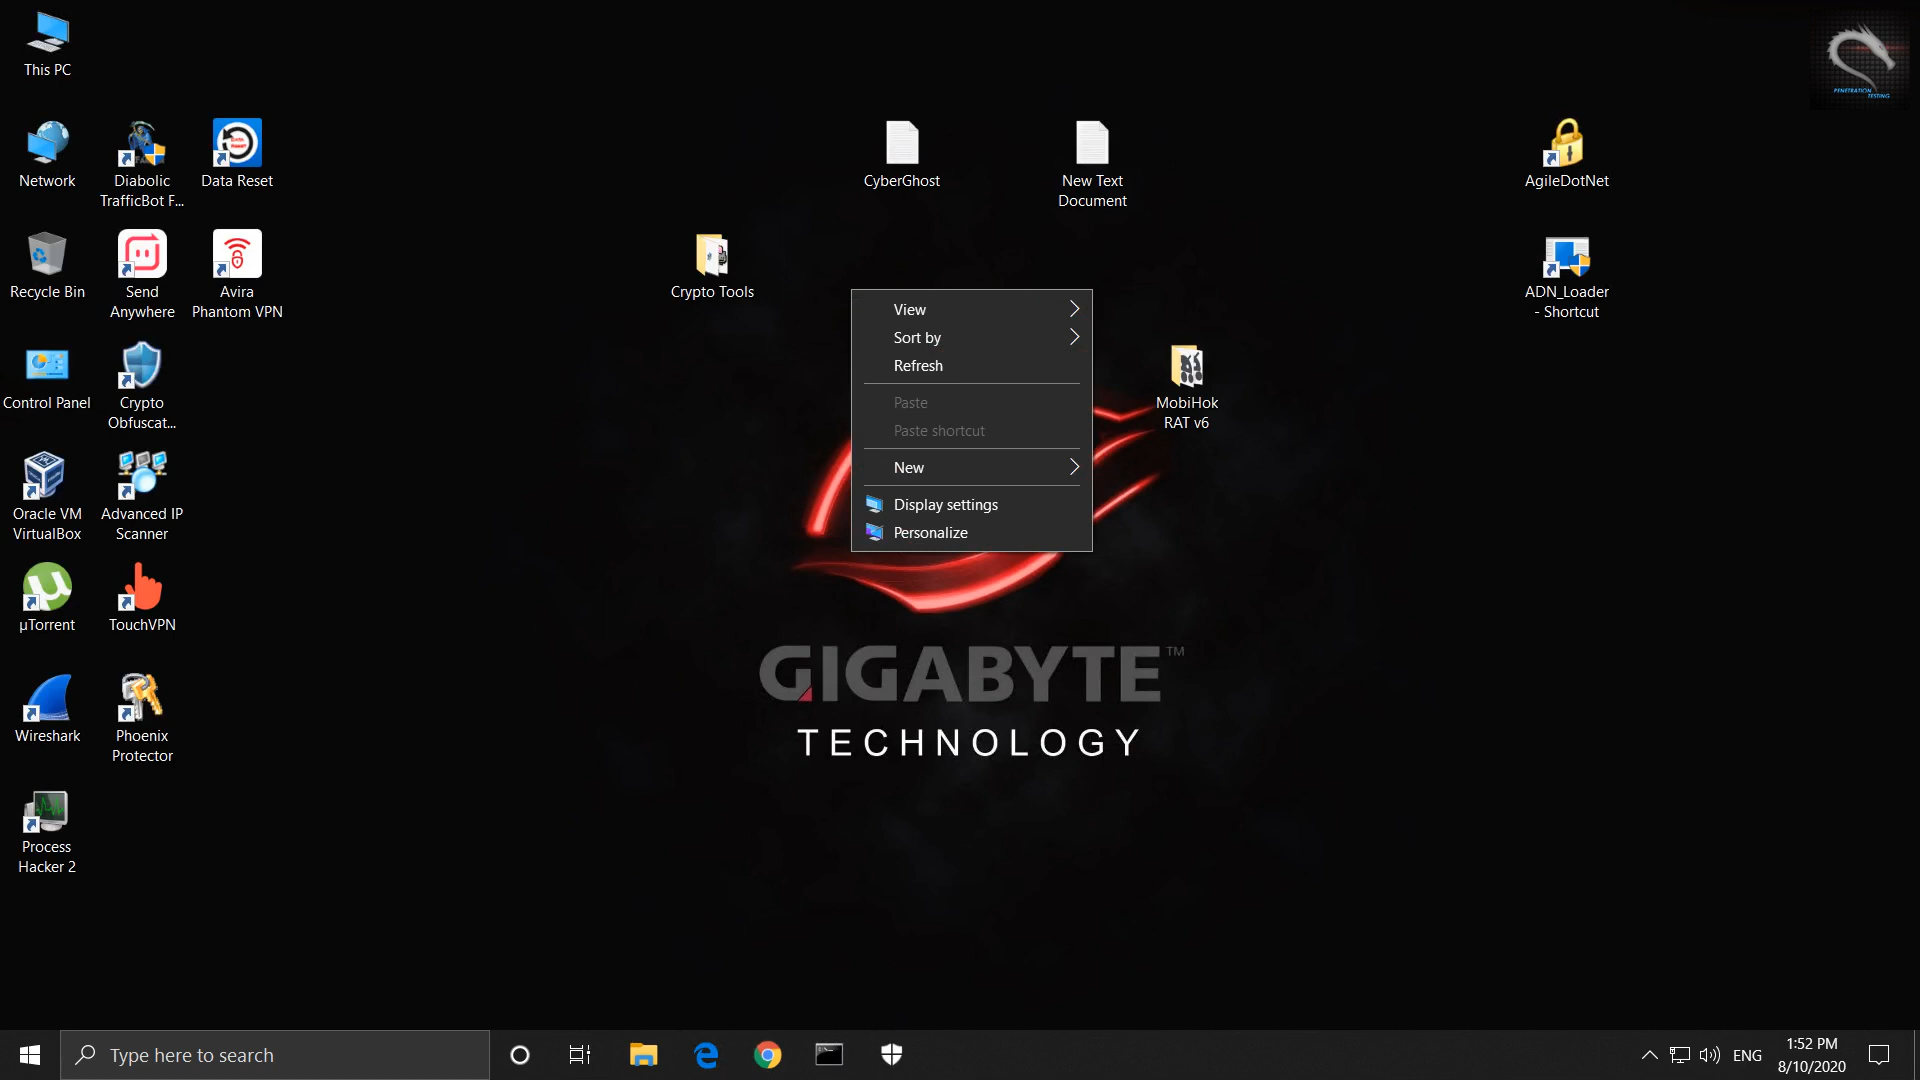 This PC
PENETRATION
TESTING
Network
Diabolic
TrafficBot F...
Data Reset
CyberGhost
New Text
Document
AgileDotNet
Recycle Bin
Send
Anywhere
Avira
Phantom VPN
Crypto Tools
ADN_Loader
- Shortcut
View
Sort by
Refresh
Paste
Paste shortcut
New
Display settings
Personalize
Control Panel
Crypto
Obfuscat...
MobiHok
RAT v6
Oracle VM
VirtualBox
Advanced IP
Scanner
µTorrent
TouchVPN
GIGABYTE™
TECHNOLOGY
Wireshark
Phoenix
Protector
Process
Hacker 2
Type here to search
ENG
1:52 PM
8/10/2020